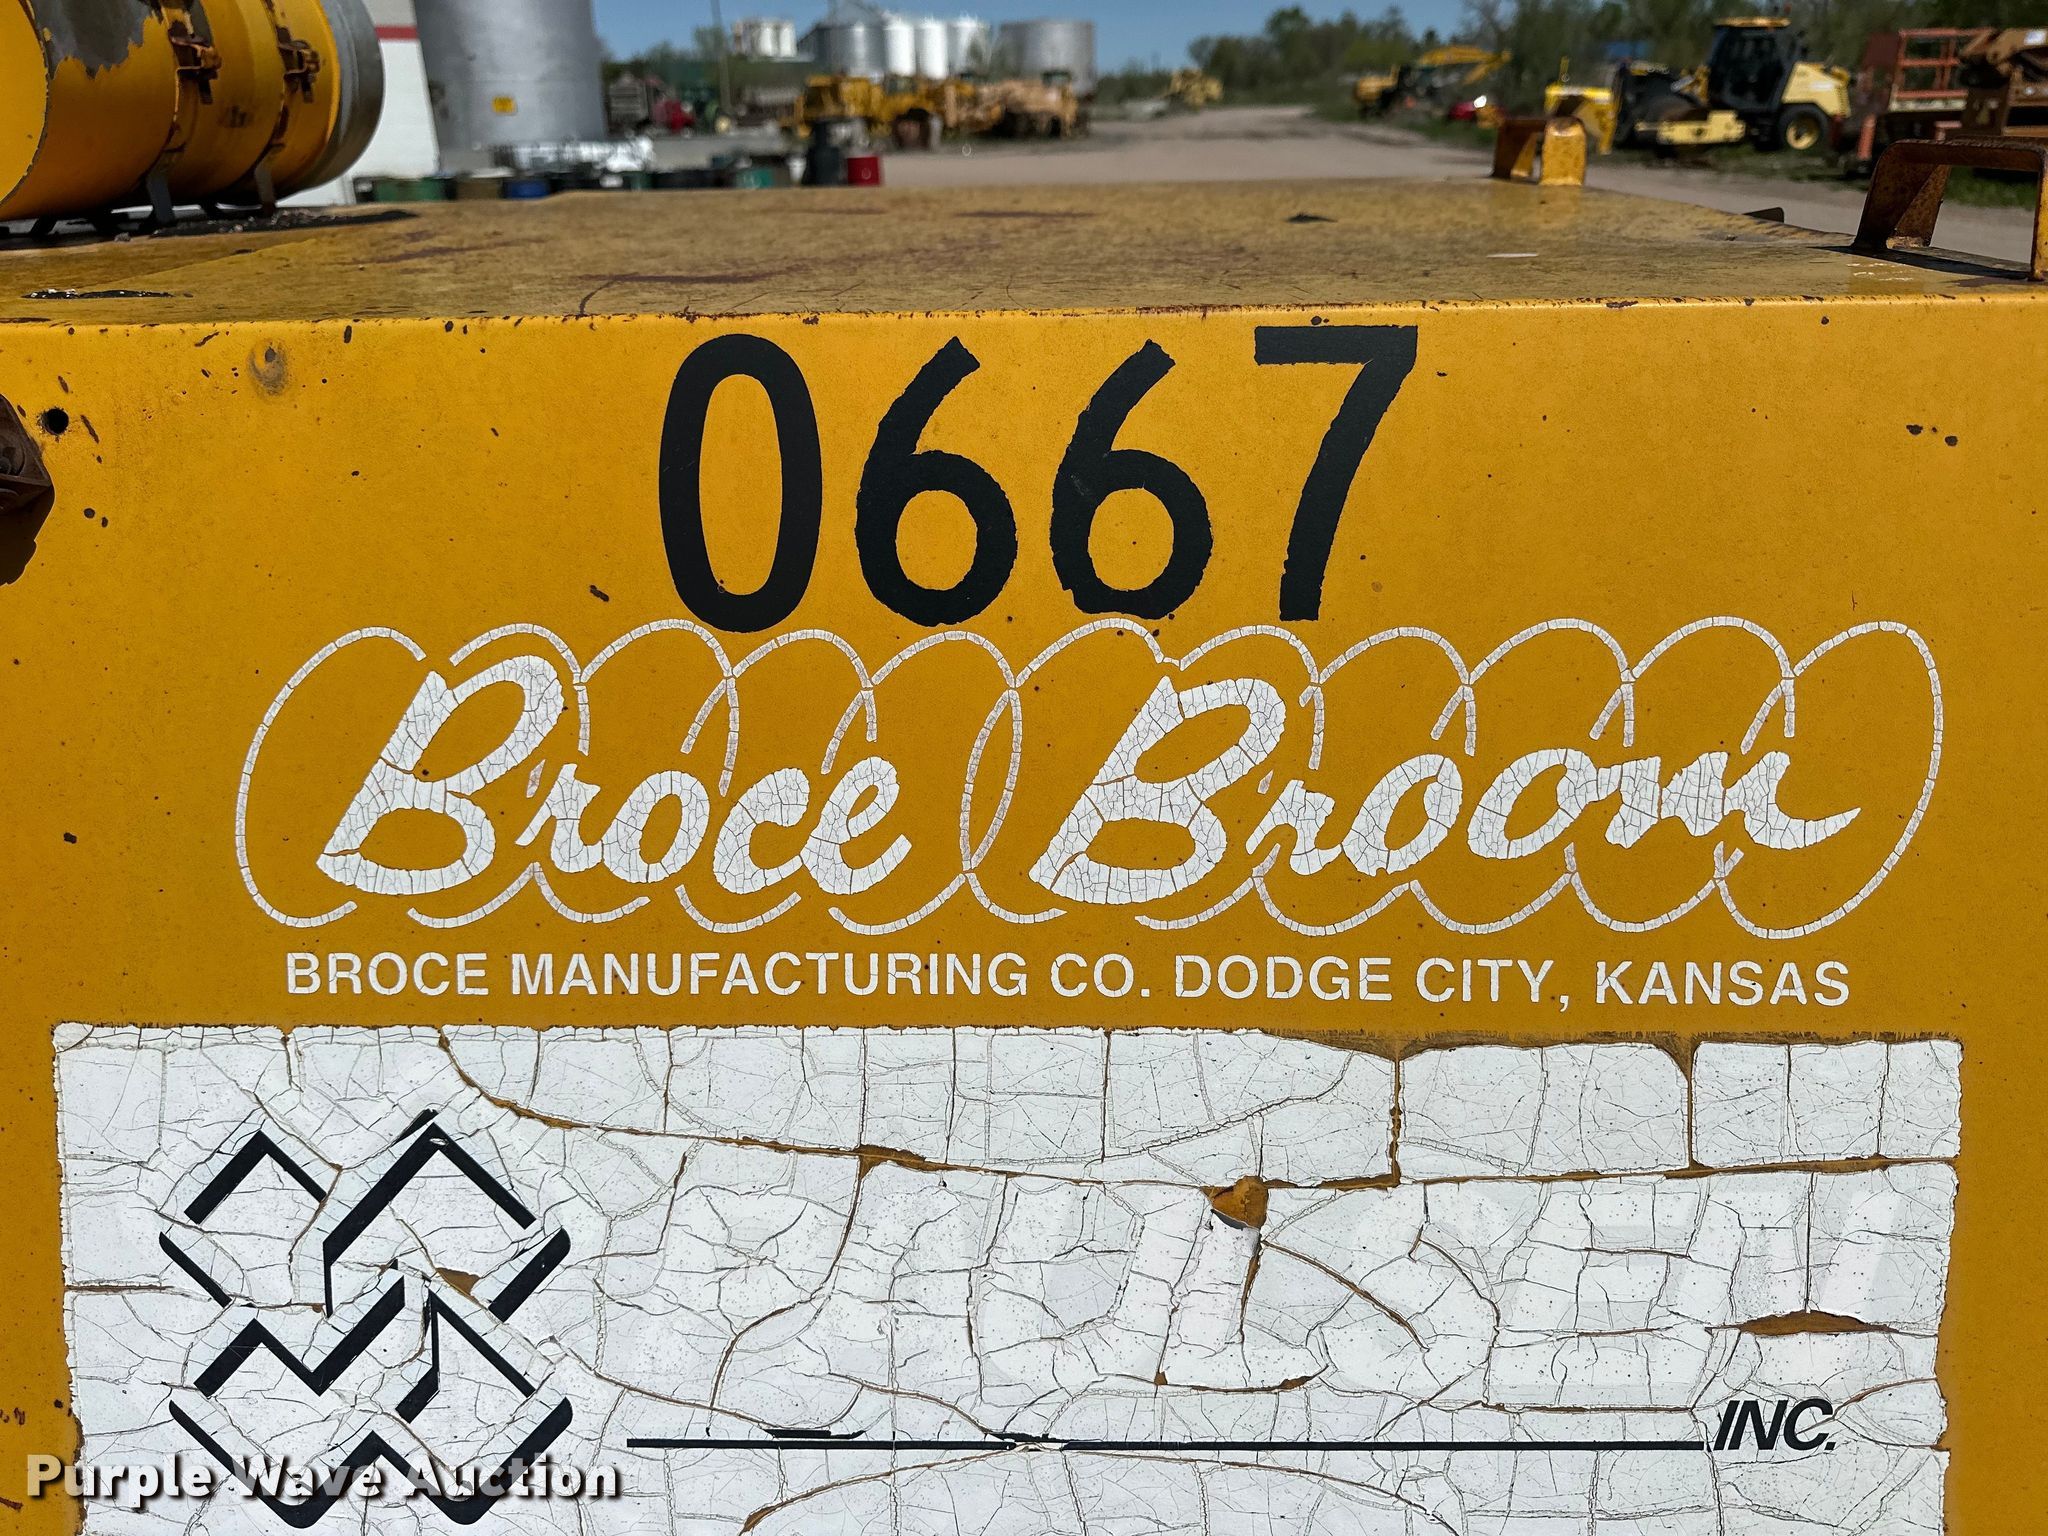 0667
Broce Broom
BROCE MANUFACTURING CO. DODGE CITY, KANSAS
INC.
Purple Wave Auction